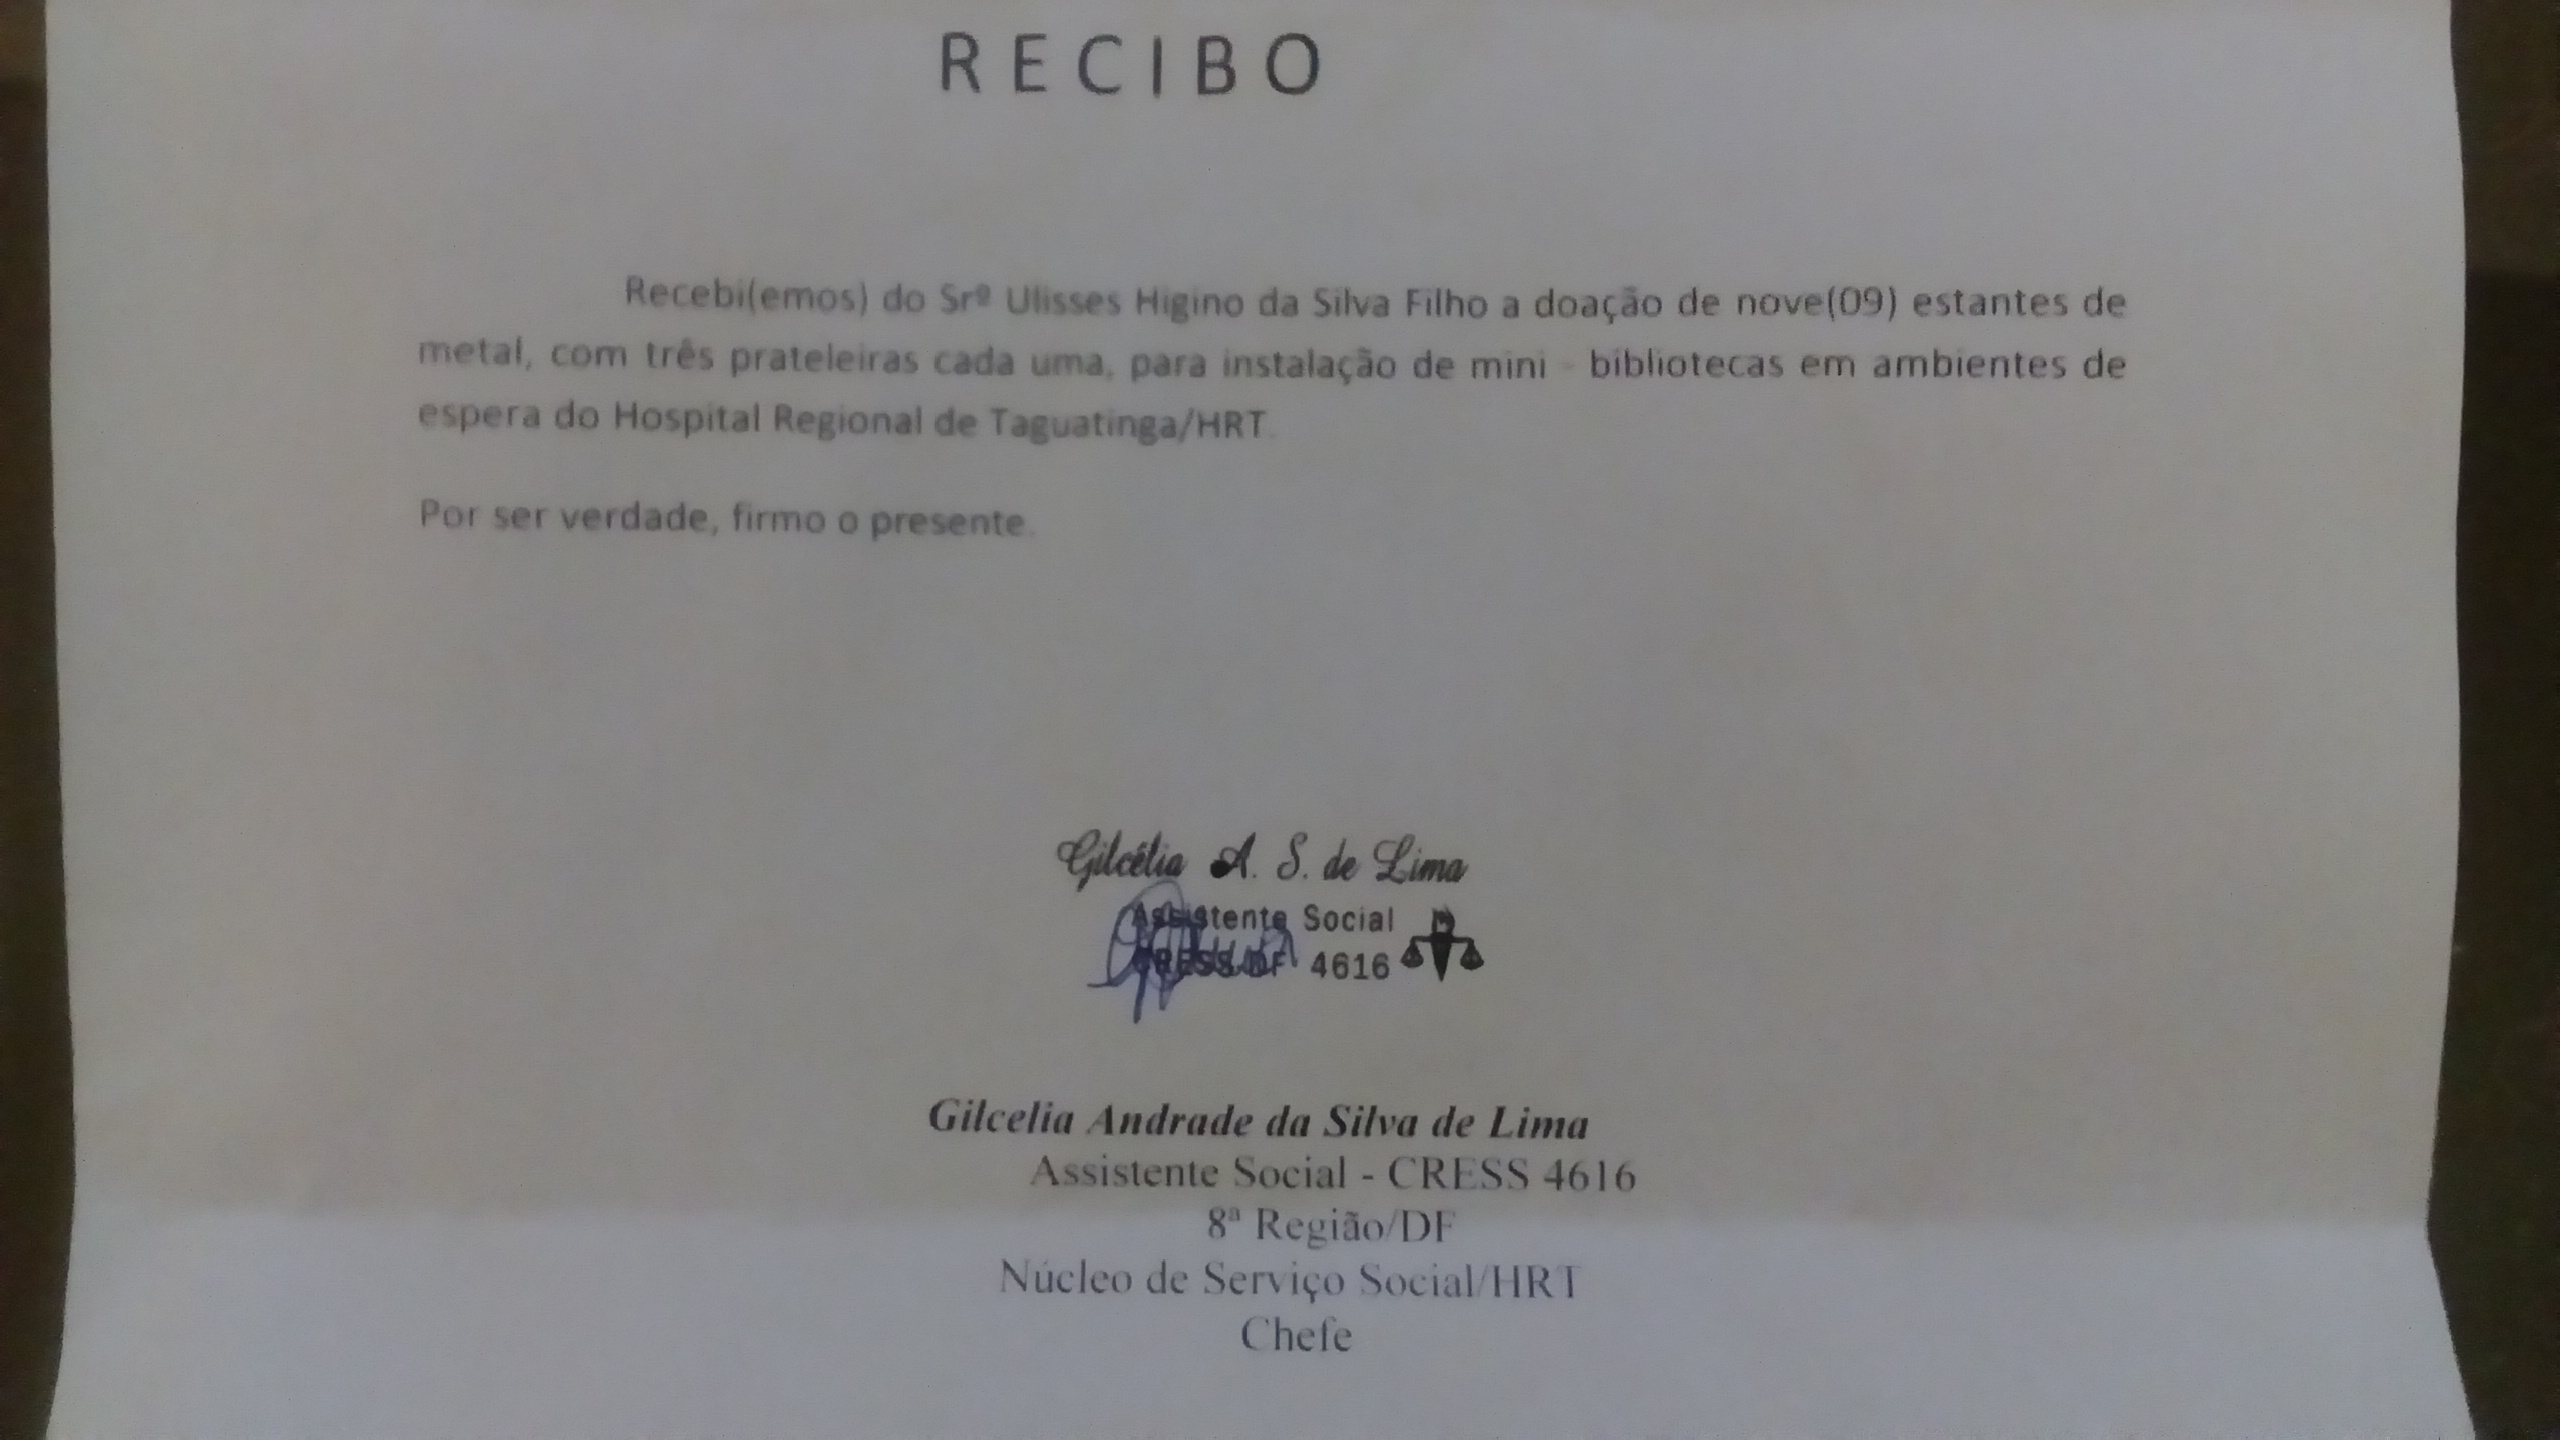 RECIBO
Recebi(emos) do Srº Ulisses Higino da Silva Filho a doação de nove(09) estantes de
metal, com três prateleiras cada uma, para instalação de mini - bibliotecas em ambientes de
espera do Hospital Regional de Taguatinga/HRT.
Por ser verdade, firmo o presente.
Gilcélia A. S. de Lima
Assistente Social
CRESS-DF 4616
Gilcelia Andrade da Silva de Lima
Assistente Social - CRESS 4616
8ª Região/DF
Núcleo de Serviço Social/HRT
Chefe